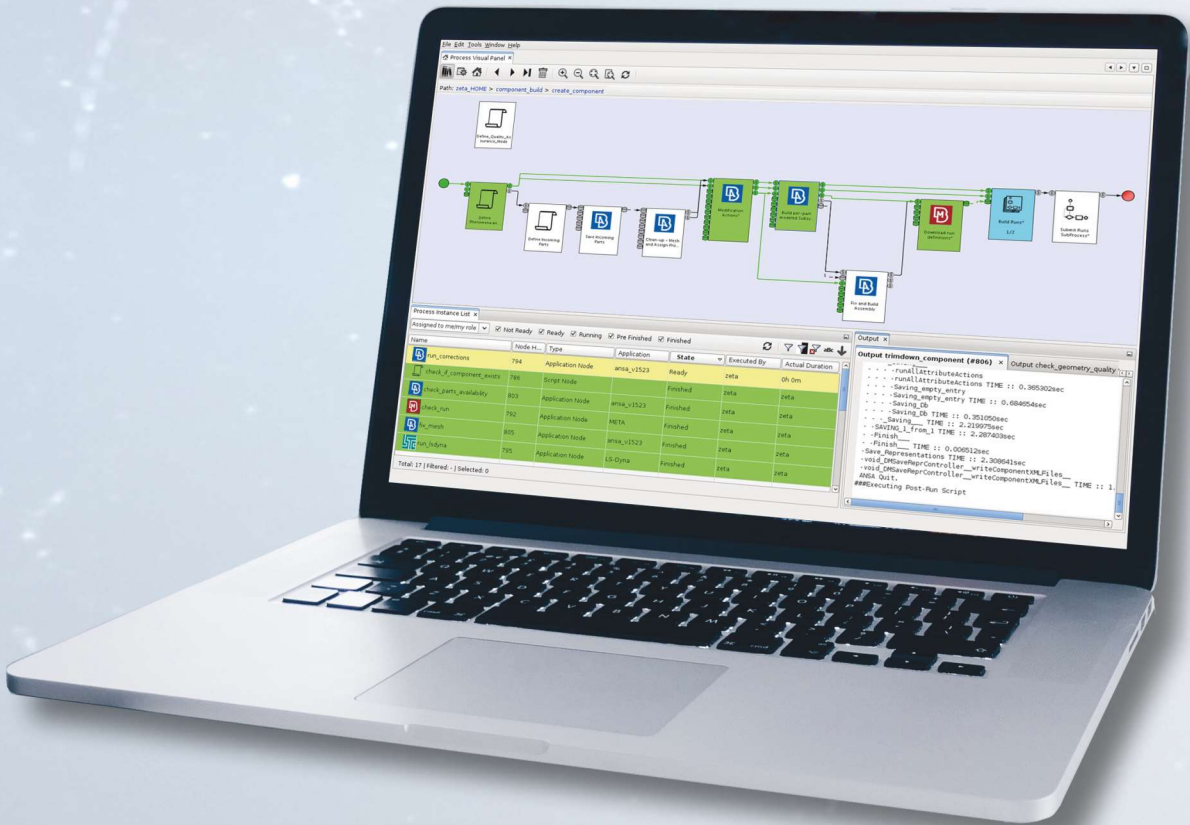 File Edit Tools Window Help
Process Visual Panel
Path: zeta_HOME > component_build > create_component
Modification
Actions*
Build per part
Define Incoming
Parts
Save Incoming
Parts
Clean-up - Mesh
and Assign Pro...
Download run
definitions*
Build Runs*
1/2
Submit Runs
SubProcess*
Fix and Build
Assembly
Process Instance List
Assigned to me/my role Not Ready Ready Running Pre Finished Finished
Name Node H... Type Application State Executed By Actual Duration
run_corrections 794 Application Node ansa_v1523 Ready zeta 0h 0m
check_if_component_exists 786 Script Node Finished zeta zeta
check_parts_availability 803 Application Node ansa_v1523 Finished zeta zeta
check_run 792 Application Node META Finished zeta zeta
fix_mesh 805 Application Node ansa_v1523 Finished zeta zeta
run_lsdyna 795 Application Node LS-Dyna Finished zeta zeta
Total: 17 | Filtered: - | Selected: 0
Output
Output trimdown_component (#806) Output check_geometry_quality
- - - -runAllAttributeActions
- - - -runAllAttributeActions TIME :: 0.365302sec
- - - -Saving_empty_entry
- - - -Saving_empty_entry TIME :: 0.684654sec
- - - -Saving_Db
- - - -Saving_Db TIME :: 0.351050sec
- - -Saving___ TIME :: 2.219975sec
- -SAVING_1_from_1 TIME :: 2.287403sec
- -Finish___
- -Finish___ TIME :: 0.006512sec
-Save_Representations TIME :: 2.308641sec
-void_DMSaveReprController__writeComponentXMLFiles__
-void_DMSaveReprController__writeComponentXMLFiles__ TIME :: 1.
ANSA Quit.
###Executing Post-Run Script